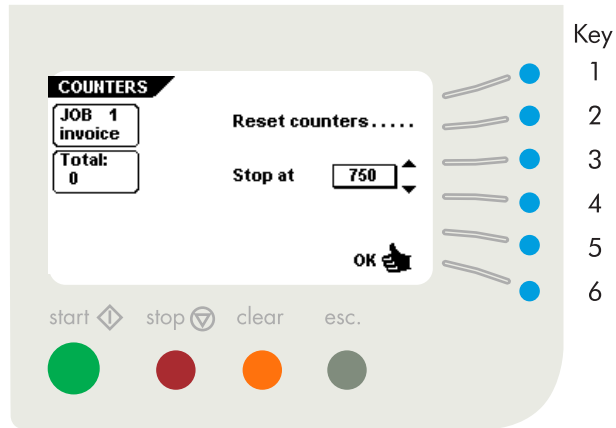 Key
COUNTERS
1
JOB 1
invoice
Reset counters.....
2
Total:
0
Stop at 750
3
4
5
OK
6
start stop clear esc.